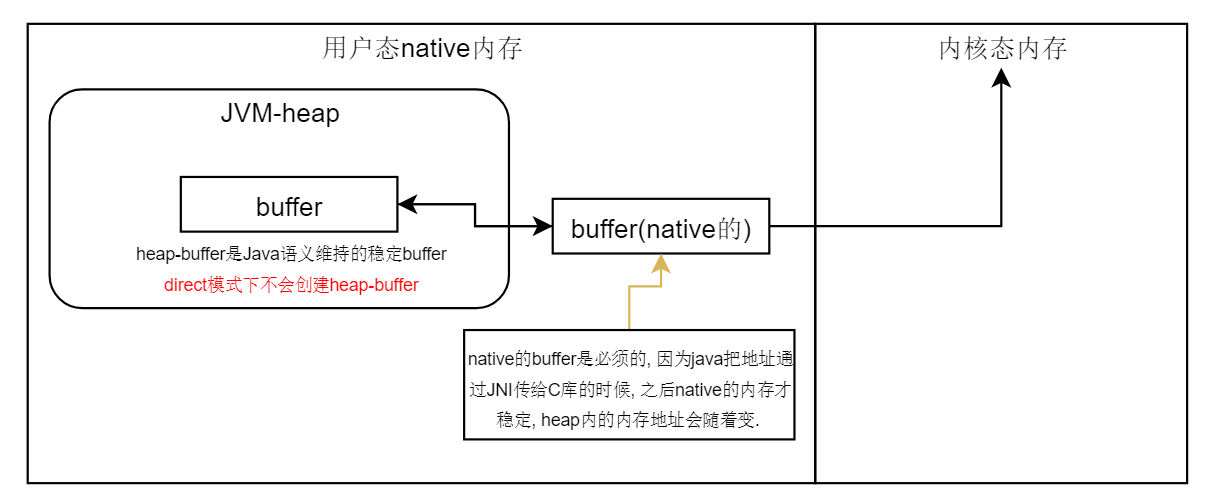 用户态native内存
内核态内存
JVM-heap
buffer
buffer(native的)
heap-buffer是Java语义维持的稳定buffer
direct模式下不会创建heap-buffer
native的buffer是必须的, 因为java把地址通
过JNI传给C库的时候, 之后native的内存才
稳定, heap内的内存地址会随着变.